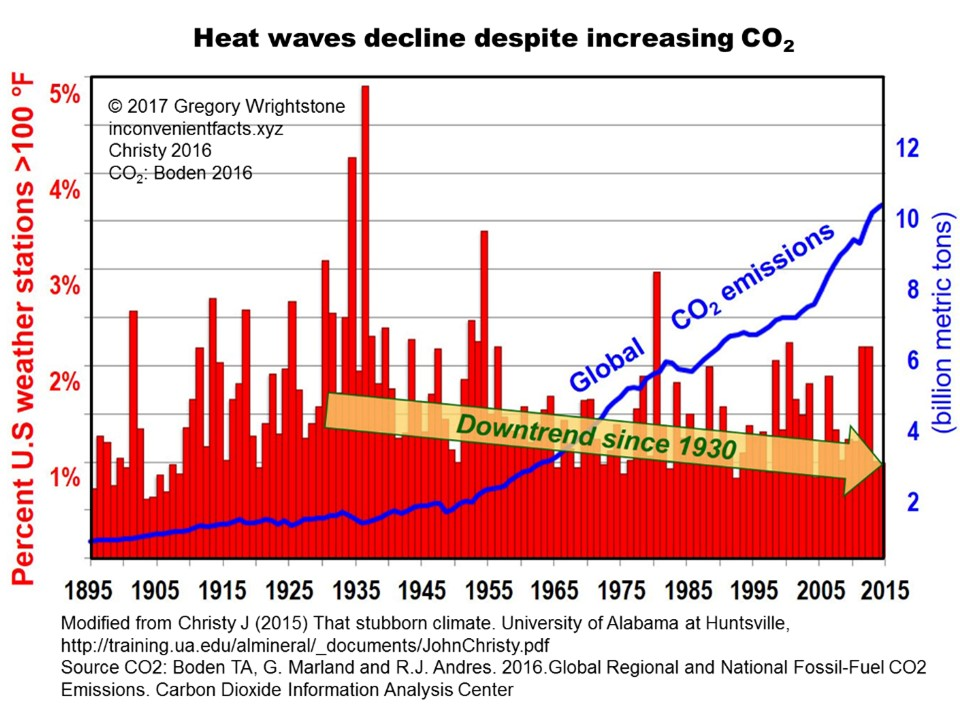 Heat waves decline despite increasing CO₂
Percent U.S weather stations >100 °F
5%
4%
3%
2%
1%
© 2017 Gregory Wrightstone
inconvenientfacts.xyz
Christy 2016
CO₂: Boden 2016
Global CO₂ emissions
Downtrend since 1930
12
10
8
6
4
2
(billion metric tons)
1895 1905 1915 1925 1935 1945 1955 1965 1975 1985 1995 2005 2015
Modified from Christy J (2015) That stubborn climate. University of Alabama at Huntsville,
http://training.ua.edu/almineral/_documents/JohnChristy.pdf
Source CO2: Boden TA, G. Marland and R.J. Andres. 2016.Global Regional and National Fossil-Fuel CO2
Emissions. Carbon Dioxide Information Analysis Center